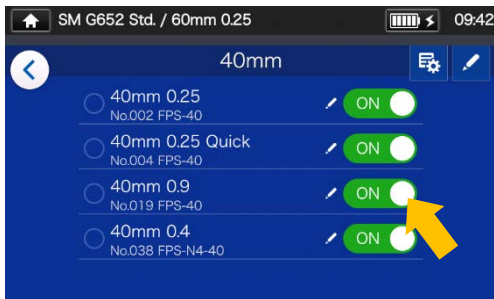 SM G652 Std. / 60mm 0.25 09:42
40mm
40mm 0.25
No.002 FPS-40
ON
40mm 0.25 Quick
No.004 FPS-40
ON
40mm 0.9
No.019 FPS-40
ON
40mm 0.4
No.038 FPS-N4-40
ON